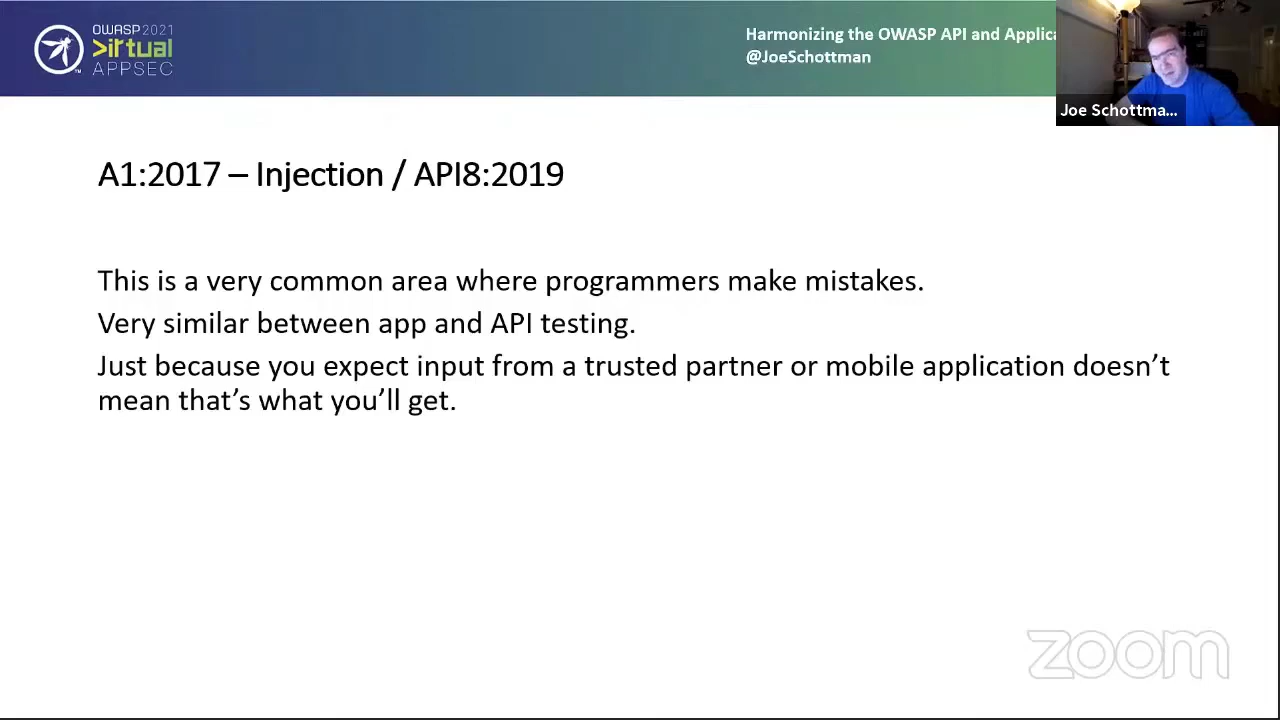 OWASP 2021
>irtual
APPSEC
Harmonizing the OWASP API and Applica
@JoeSchottman
Joe Schottma...
A1:2017 – Injection / API8:2019
This is a very common area where programmers make mistakes.
Very similar between app and API testing.
Just because you expect input from a trusted partner or mobile application doesn’t
mean that’s what you’ll get.
zoom